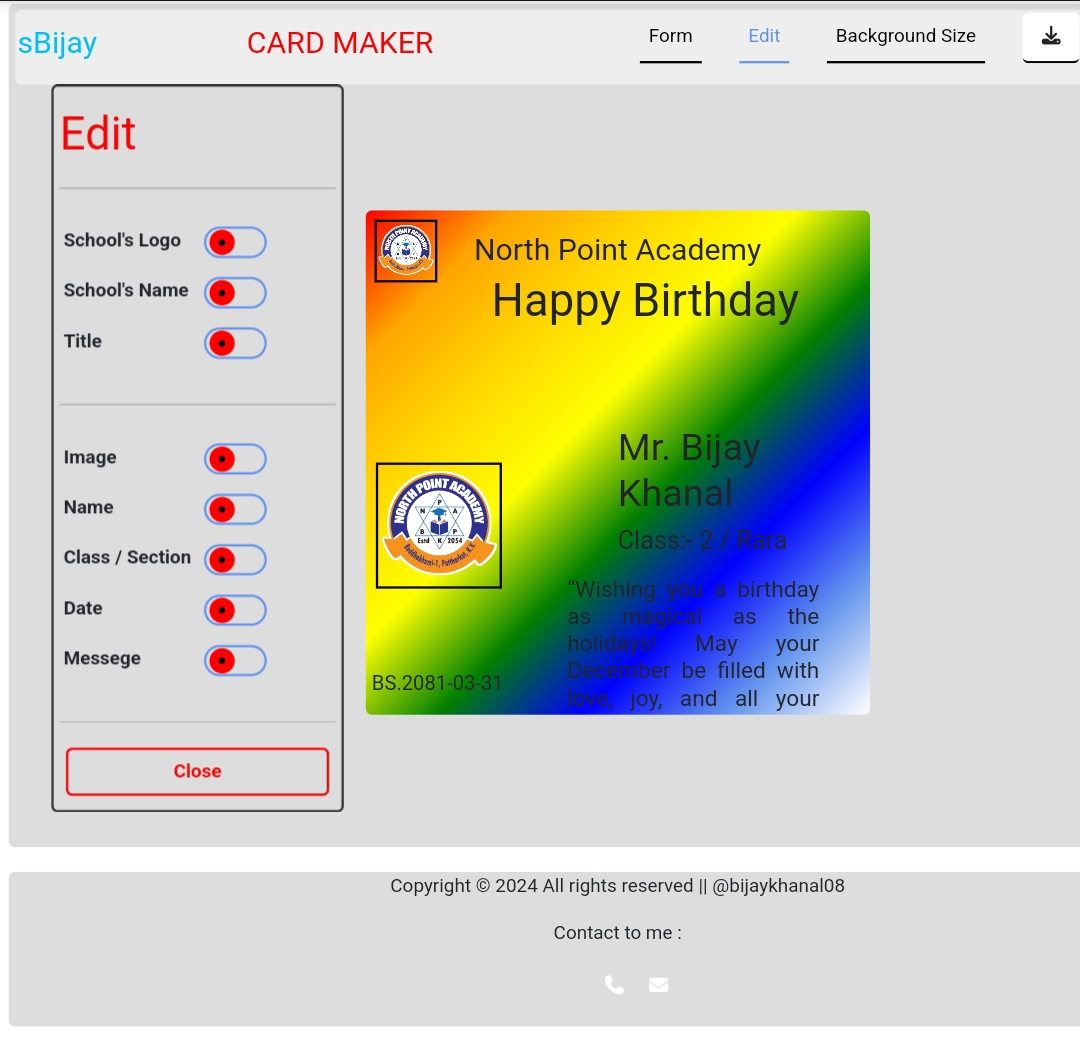 sBijay
CARD MAKER
Form
Edit
Background Size
Edit
School's Logo
School's Name
Title
Image
Name
Class / Section
Date
Messege
Close
NORTH POINT ACADEMY
North Point Academy
Happy Birthday
Mr. Bijay
Khanal
Class:- 2 / Rara
NORTH POINT ACADEMY
P
N A
B P
Estd K 2054
“Wishing you a birthday
as magical as the
holidays! May your
December be filled with
love, joy, and all your
BS.2081-03-31
Copyright © 2024 All rights reserved || @bijaykhanal08
Contact to me :